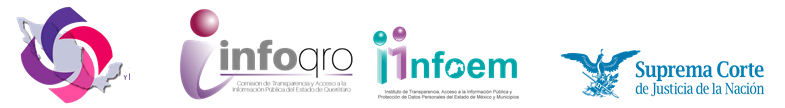 y l
infoqro
Comisión de Transparencia y Acceso a la
Información Pública del Estado de Querétaro
infoem
Instituto de Transparencia, Acceso a la Información Pública y
Protección de Datos Personales del Estado de México y Municipios
Suprema Corte
de Justicia de la Nación